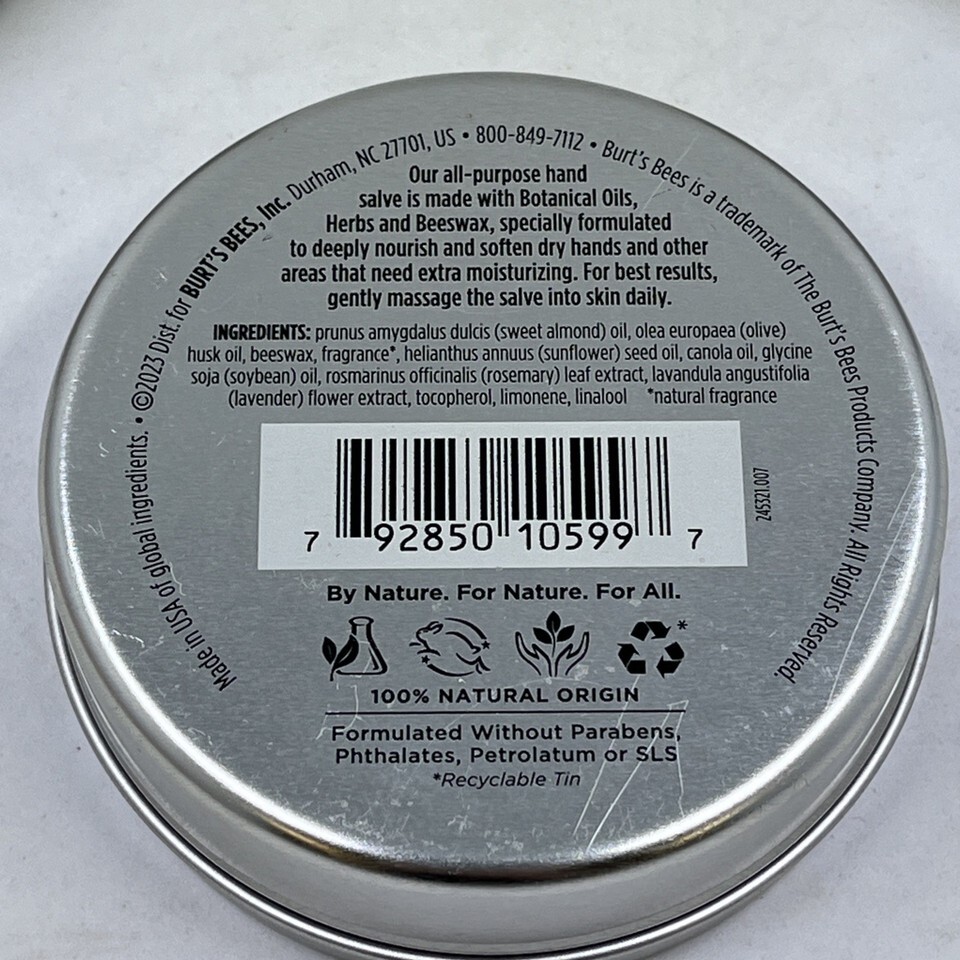 Made in USA of global ingredients. • ©2023 Dist. for BURT'S BEES, Inc. Durham, NC 27701, US • 800-849-7112 • Burt's Bees is a trademark of The Burt's Bees Products Company. All Rights Reserved.
Our all-purpose hand
salve is made with Botanical Oils,
Herbs and Beeswax, specially formulated
to deeply nourish and soften dry hands and other
areas that need extra moisturizing. For best results,
gently massage the salve into skin daily.
INGREDIENTS: prunus amygdalus dulcis (sweet almond) oil, olea europaea (olive)
husk oil, beeswax, fragrance*, helianthus annuus (sunflower) seed oil, canola oil, glycine
soja (soybean) oil, rosmarinus officinalis (rosemary) leaf extract, lavandula angustifolia
(lavender) flower extract, tocopherol, limonene, linalool *natural fragrance
7 92850 10599 7
245321.007
By Nature. For Nature. For All.
*
100% NATURAL ORIGIN
Formulated Without Parabens,
Phthalates, Petrolatum or SLS
*Recyclable Tin